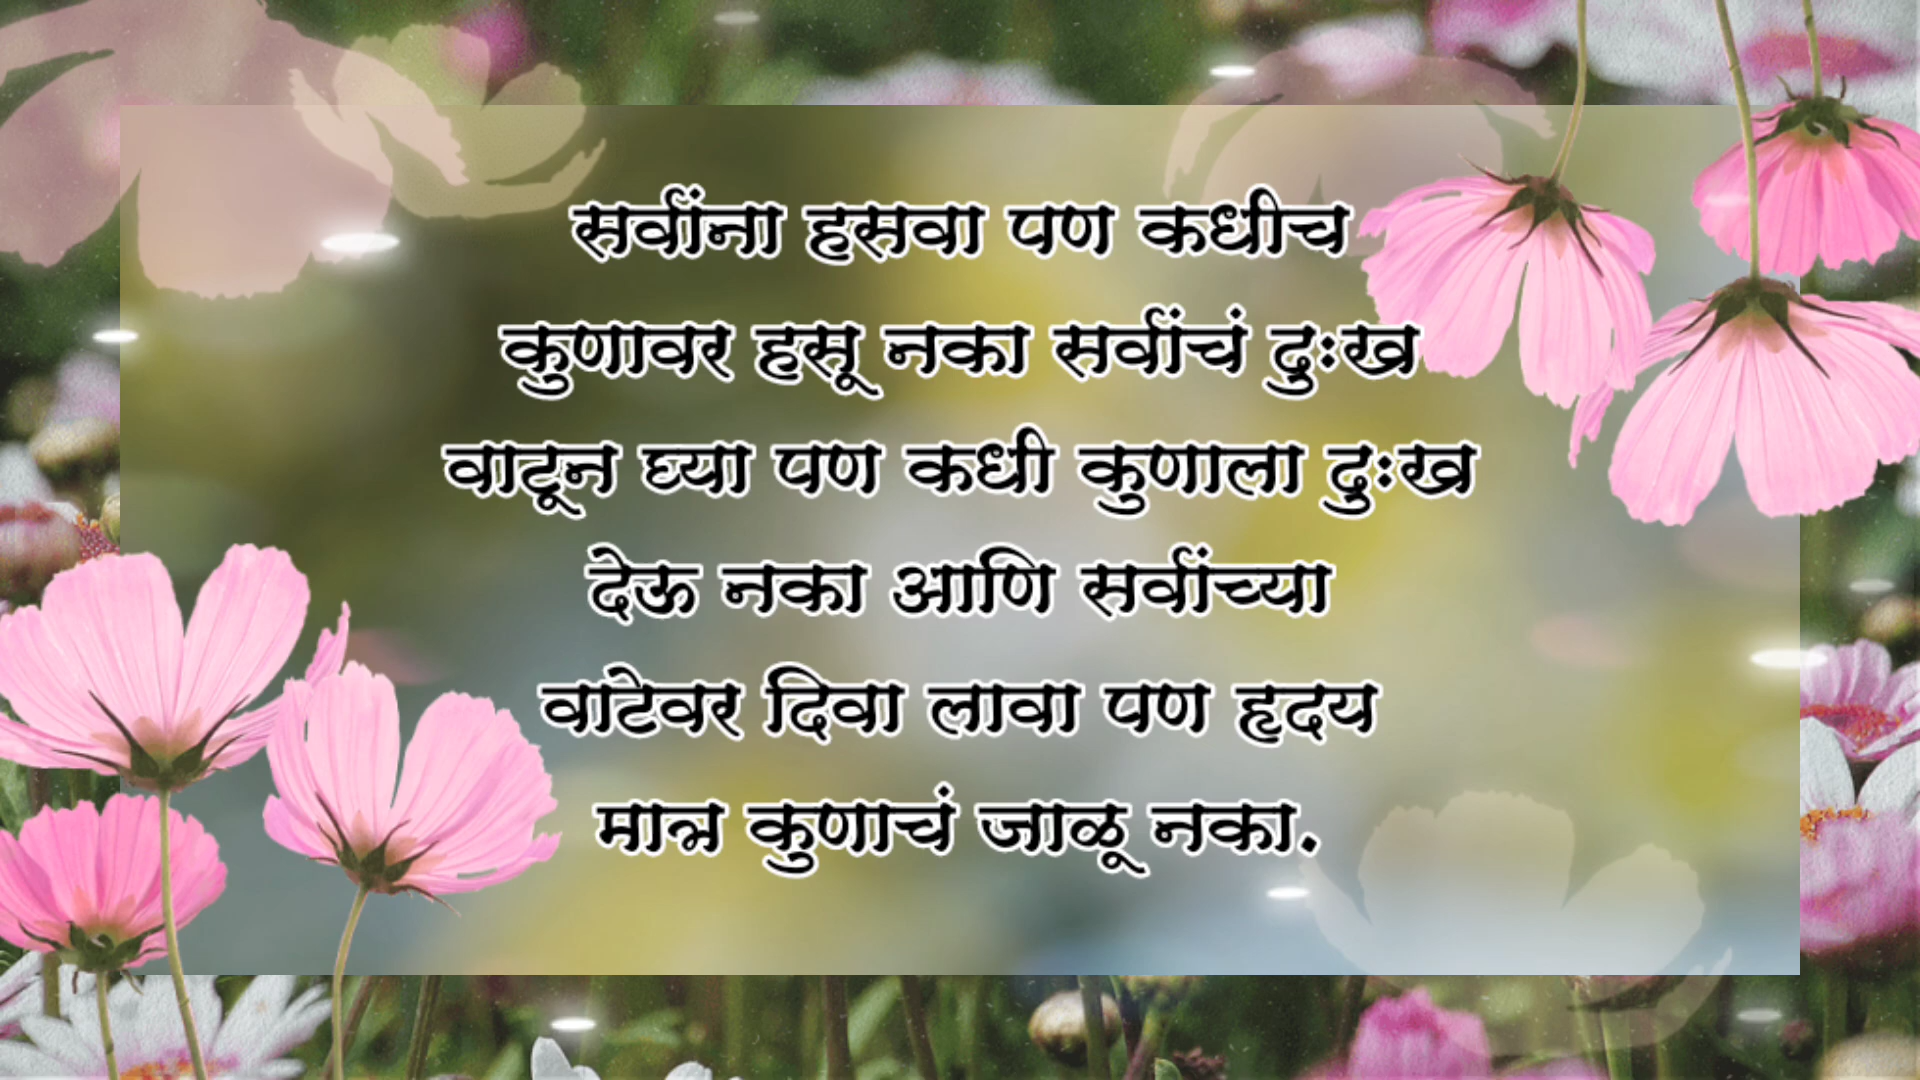 सर्वांना हसवा पण कधीच
कुणावर हसू नका सर्वांचं दुःख
वाटून घ्या पण कधी कुणाला दुःख
देऊ नका आणि सर्वांच्या
वाटेवर दिवा लावा पण हृदय
मात्र कुणाचं जाळू नका.